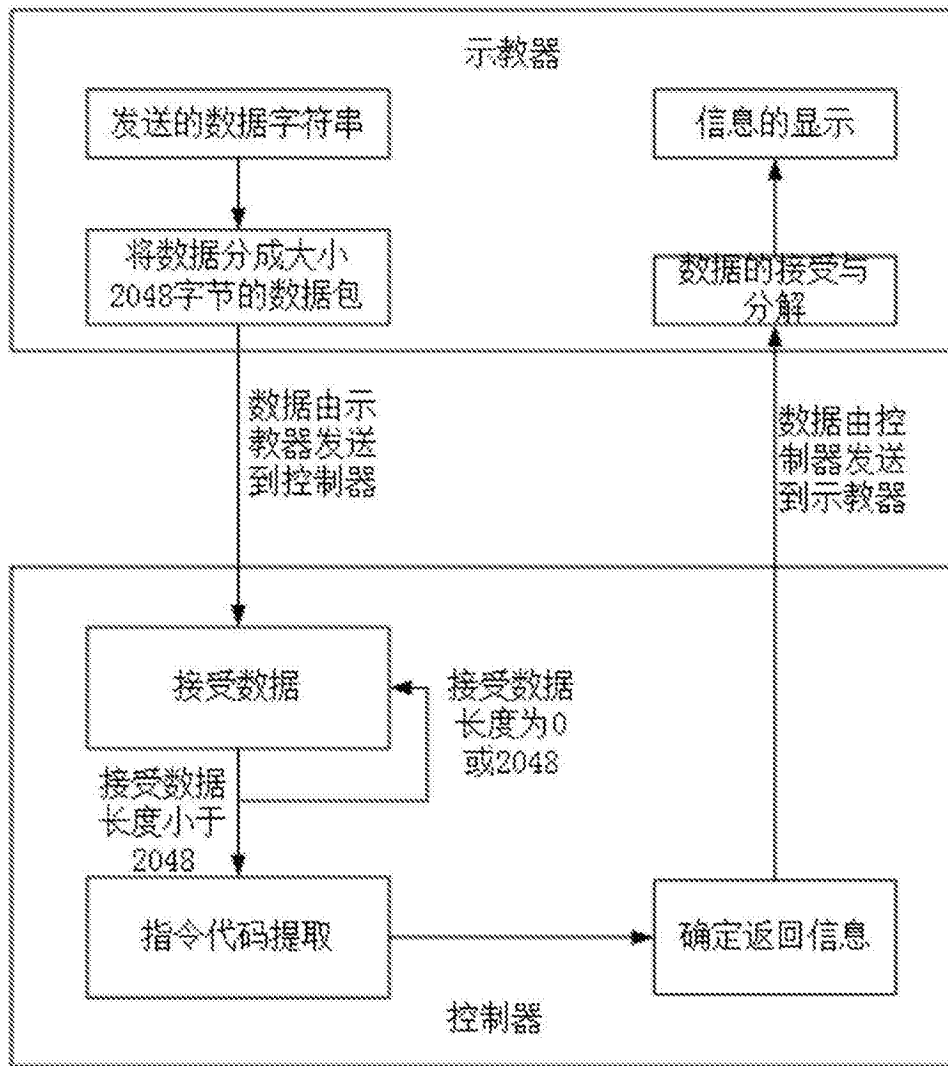 示教器
发送的数据字符串
信息的显示
将数据分成大小
2048字节的数据包
数据的接受与
分解
数据由示
教器发送
到控制器
数据由控
制器发送
到示教器
接受数据
接受数据
长度为0
或2048
接受数据
长度小于
2048
指令代码提取
确定返回信息
控制器